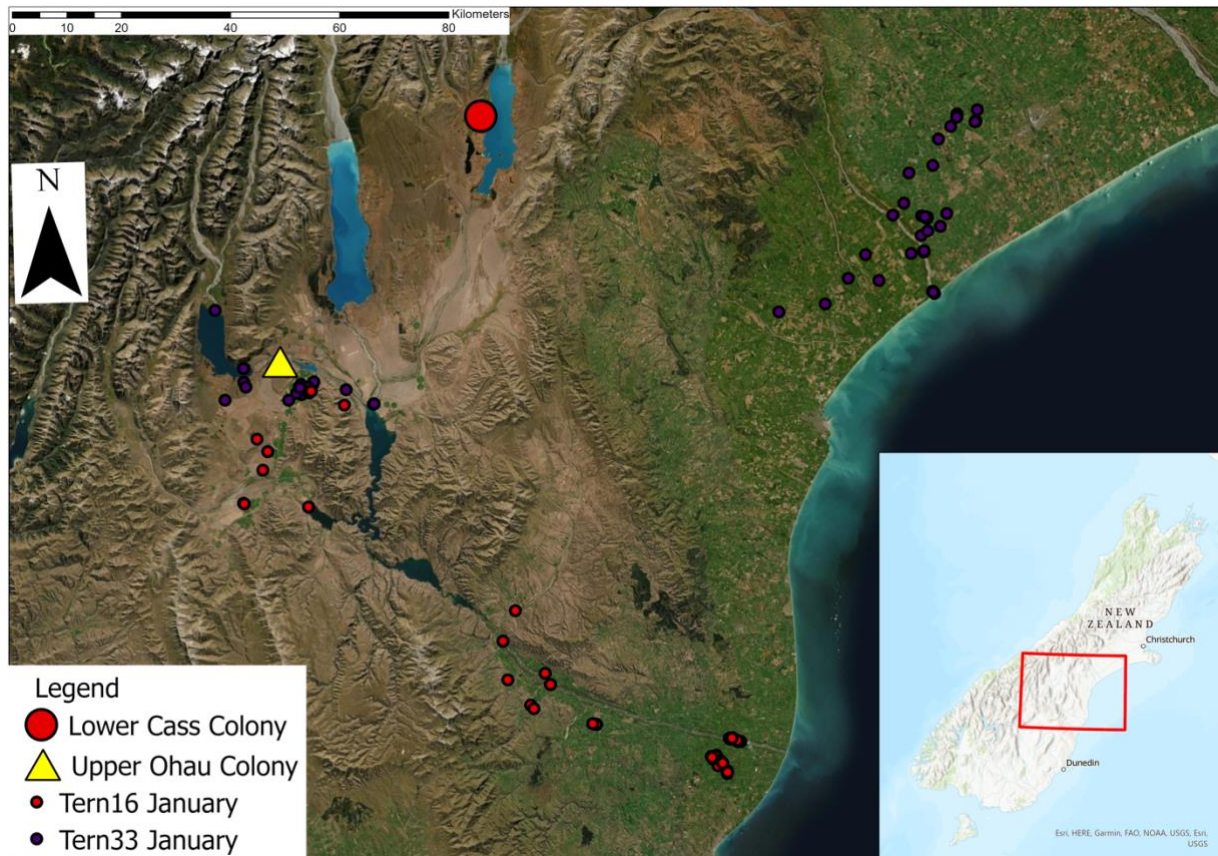 0 20 40 60 80 Kilometers
N
Legend
Lower Cass Colony
Upper Ohau Colony
Tern16 January
Tern33 January
NEW
ZEALAND
Christchurch
Dunedin
Esri, HERE, Garmin, FAO, NOAA, USGS, Esri,
USGS